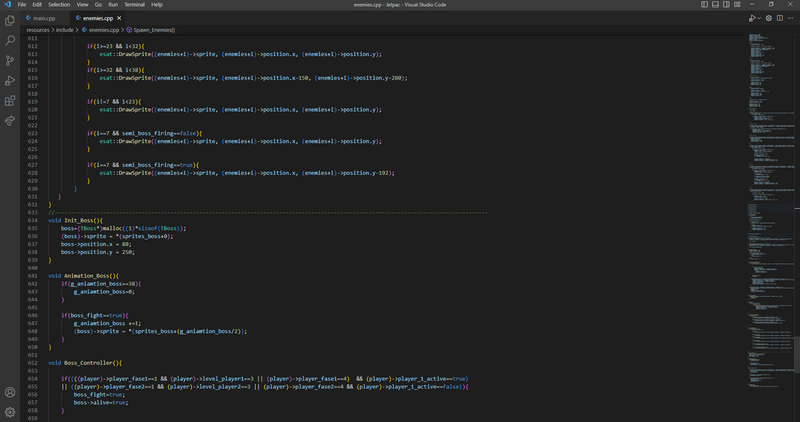 File Edit Selection View Go Run Terminal Help
enemies.cpp - Jetpac - Visual Studio Code
main.cpp
enemies.cpp
resources > include > enemies.cpp > Spawn_Enemies()
611
612 if(i>=23 && i<32){
613 esat::DrawSprite((enemies+i)->sprite, (enemies+i)->position.x, (enemies+i)->position.y);
614 }
615 if(i>=32 && i<38){
616 esat::DrawSprite((enemies+i)->sprite, (enemies+i)->position.x-150, (enemies+i)->position.y-280);
617 }
618
619 if(i!=7 && i<23){
620 esat::DrawSprite((enemies+i)->sprite, (enemies+i)->position.x, (enemies+i)->position.y);
621 }
622
623 if(i==7 && semi_boss_firing==false){
624 esat::DrawSprite((enemies+i)->sprite, (enemies+i)->position.x, (enemies+i)->position.y);
625 }
626
627 if(i==7 && semi_boss_firing==true){
628 esat::DrawSprite((enemies+i)->sprite, (enemies+i)->position.x, (enemies+i)->position.y-192);
629 }
630 }
631 }
632 }
633
634 void Init_Boss(){
635 boss=(TBoss*)malloc((1)*sizeof(TBoss));
636 (boss)->sprite = *(sprites_boss+0);
637 boss->position.x = 80;
638 boss->position.y = 250;
639 }
640
641 void Animation_Boss(){
642 if(g_aniamtion_boss==38){
643 g_aniamtion_boss=0;
644 }
645
646 if(boss_fight==true){
647 g_aniamtion_boss +=1;
648 (boss)->sprite = *(sprites_boss+(g_aniamtion_boss/2));
649 }
650 }
651
652 void Boss_Controller(){
653
654 if((((player)->player_fase1==1 && (player)->level_player1==3 || (player)->player_fase1==4) && (player)->player_1_active==true)
655 || ((player)->player_fase2==1 && (player)->level_player2==3 || (player)->player_fase2==4 && (player)->player_1_active==false)){
656 boss_fight=true;
657 boss->alive=true;
658 }
659